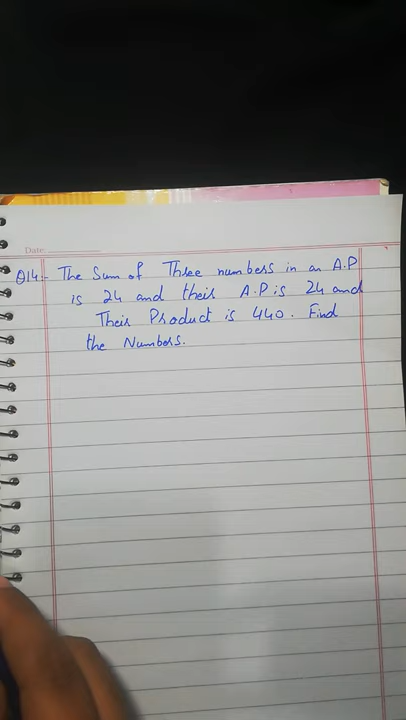 Date:
Q14:- The Sum of Three numbers in an A.P
is 24 and their A.P is 24 and
Their Product is 440. Find
the Numbers.